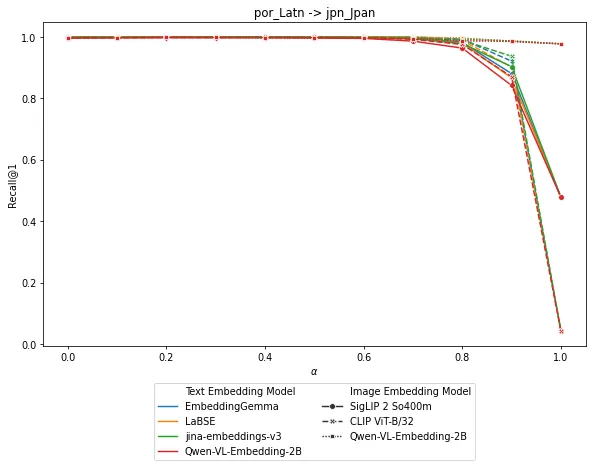 por_Latn -> jpn_Jpan
1.0
0.8
0.6
0.4
0.2
0.0
Recall@1
0.0 0.2 0.4 0.6 0.8 1.0
α
Text Embedding Model Image Embedding Model
EmbeddingGemma SigLIP 2 So400m
LaBSE CLIP ViT-B/32
jina-embeddings-v3 Qwen-VL-Embedding-2B
Qwen-VL-Embedding-2B